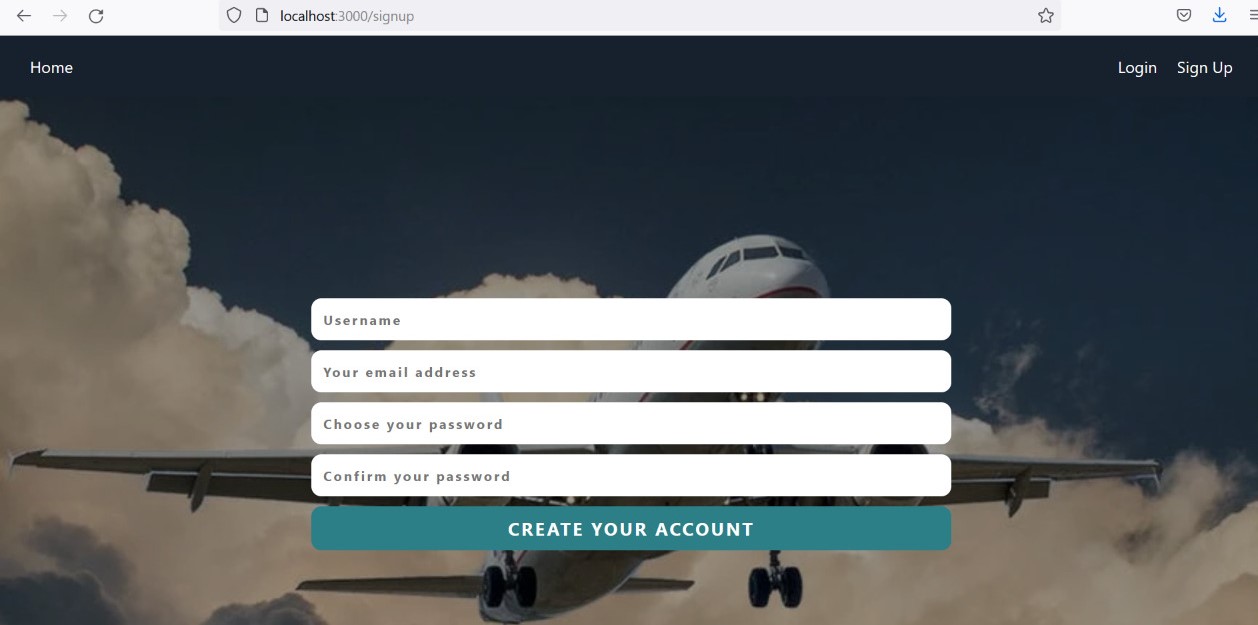 localhost:3000/signup
Home Login Sign Up
Username
Your email address
Choose your password
Confirm your password
CREATE YOUR ACCOUNT